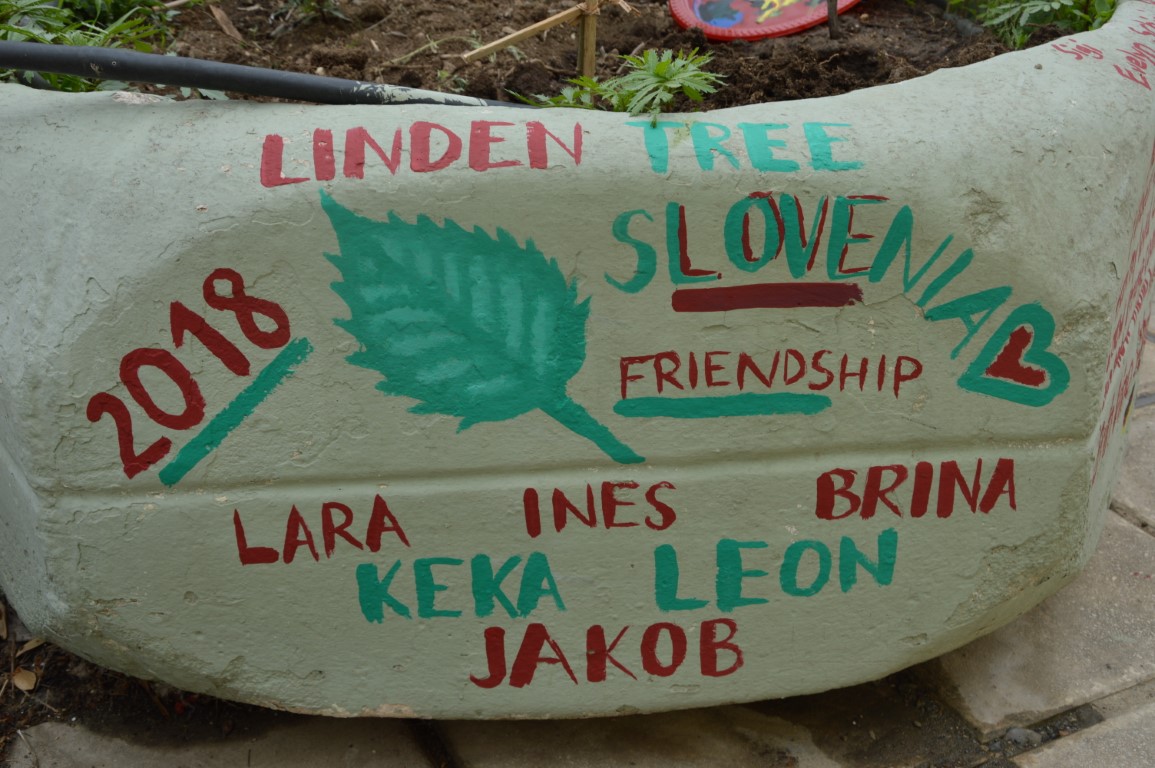 LINDEN TREE
SLOVENIA
2018
FRIENDSHIP
LARA INES BRINA
KEKA LEON
JAKOB